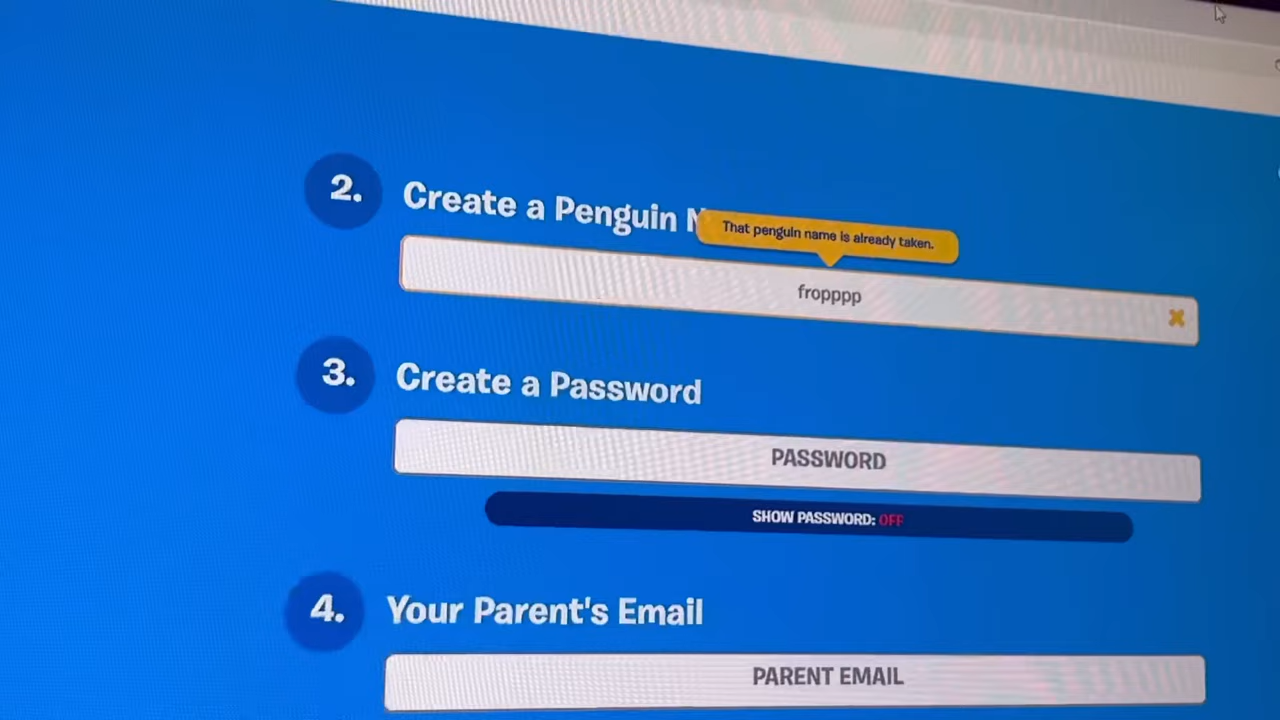 2.
Create a Penguin N
That penguin name is already taken.
fropppp
3.
Create a Password
PASSWORD
SHOW PASSWORD: OFF
4.
Your Parent's Email
PARENT EMAIL